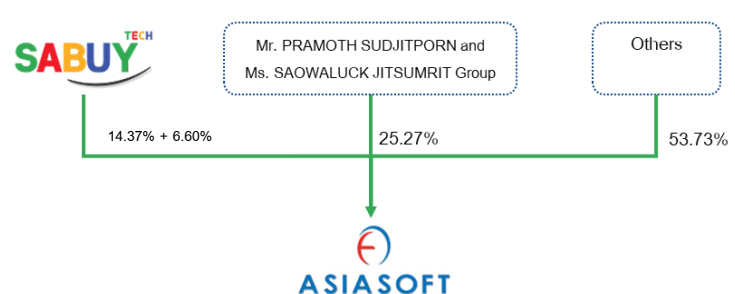 SABUY TECH
Mr. PRAMOTH SUDJITPORN and
Ms. SAOWALUCK JITSUMRIT Group
Others
14.37% + 6.60%
25.27%
53.73%
ASIASOFT